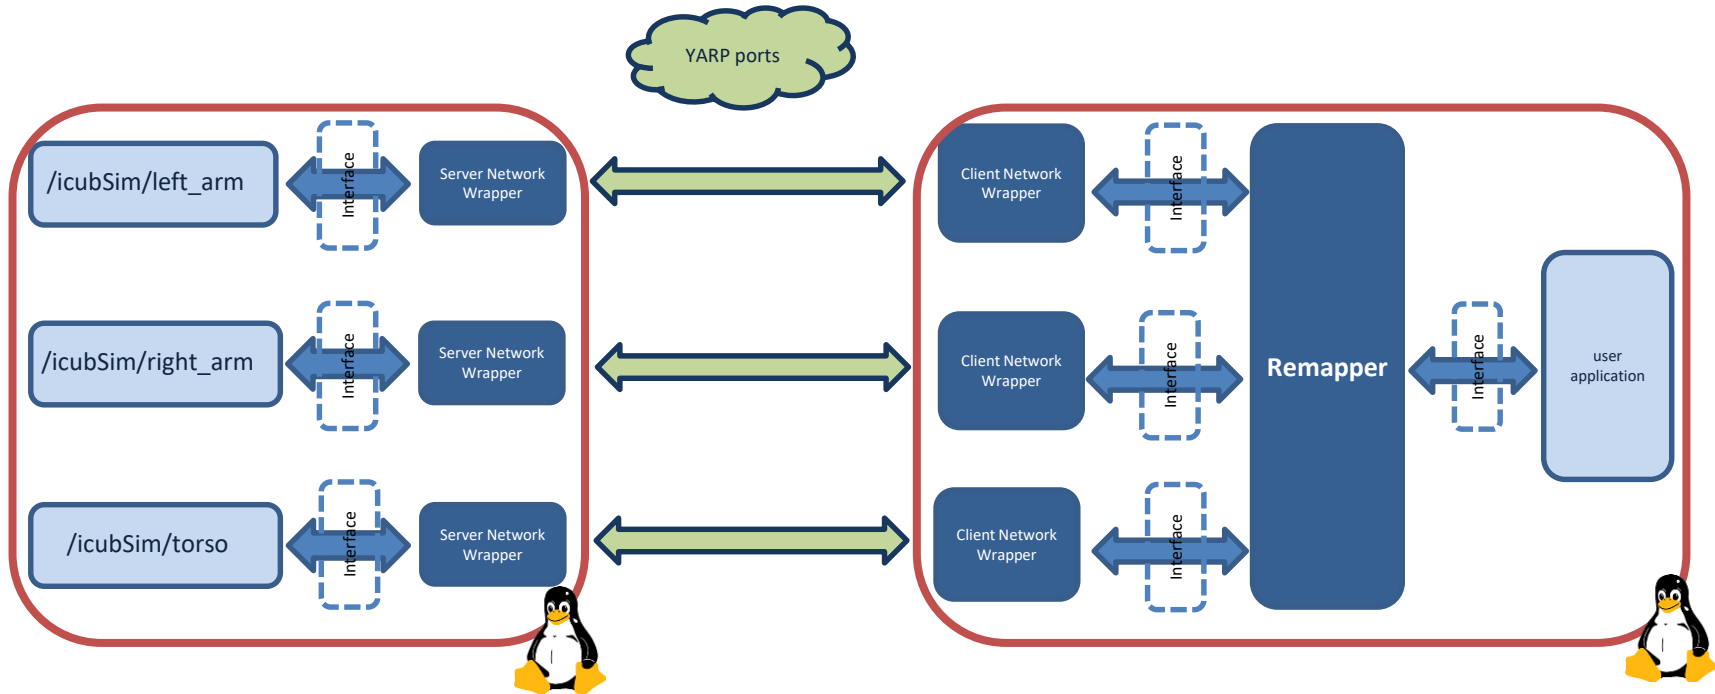 YARP ports
/icubSim/left_arm
Interface
Server Network
Wrapper
Client Network
Wrapper
Interface
/icubSim/right_arm
Interface
Server Network
Wrapper
Client Network
Wrapper
Interface
Remapper
Interface
user
application
/icubSim/torso
Interface
Server Network
Wrapper
Client Network
Wrapper
Interface